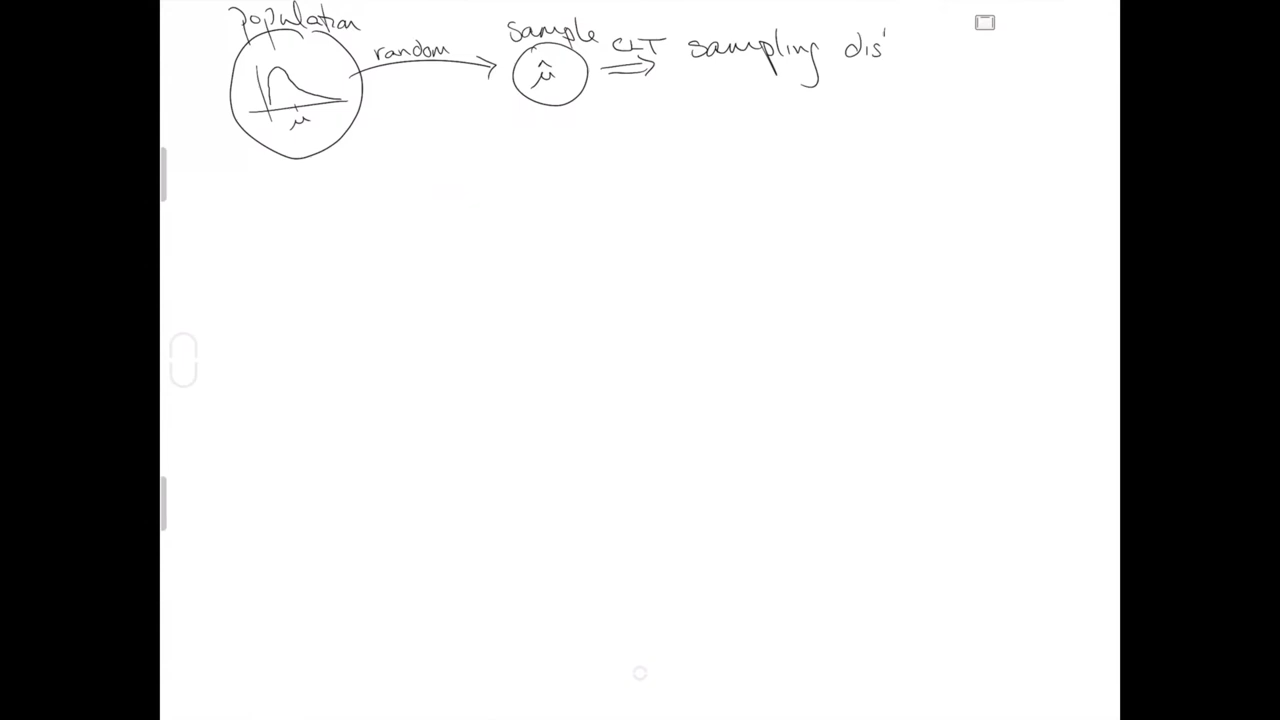 population
random
sample
CLT
sampling dis
μ
μ̂